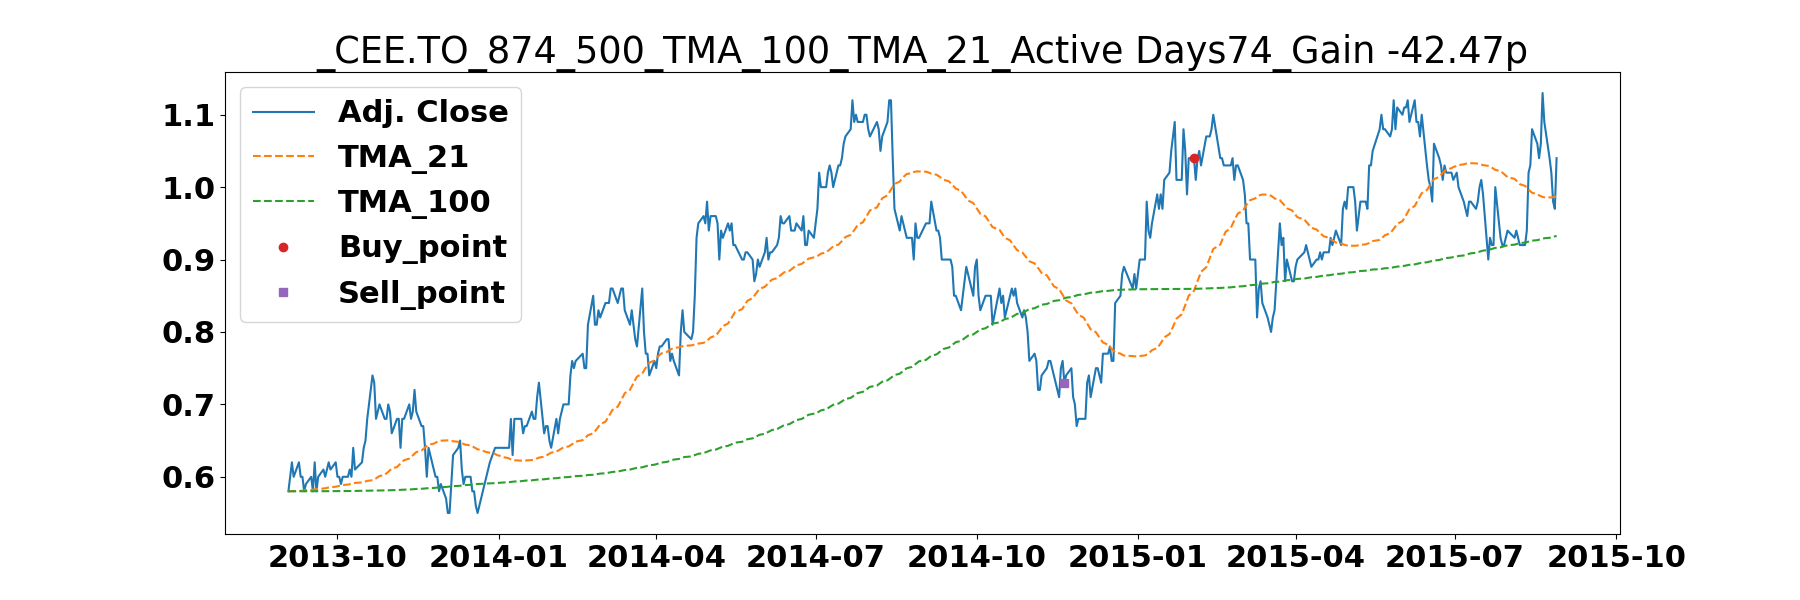 _CEE.TO_874_500_TMA_100_TMA_21_Active Days74_Gain -42.47p
Adj. Close
TMA_21
TMA_100
Buy_point
Sell_point
1.1
1.0
0.9
0.8
0.7
0.6
2013-10 2014-01 2014-04 2014-07 2014-10 2015-01 2015-04 2015-07 2015-10